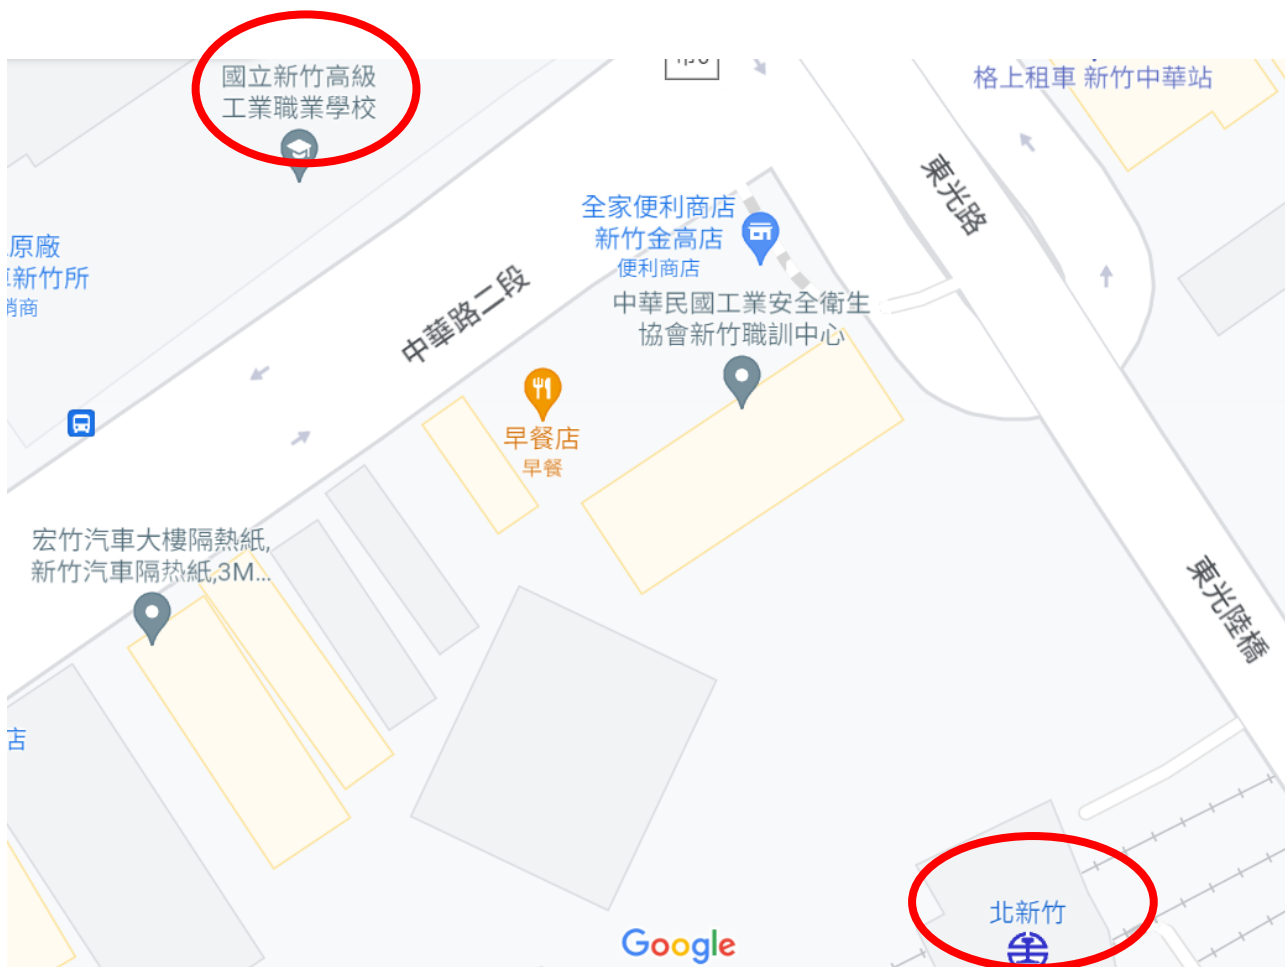 國立新竹高級
工業職業學校
格上租車 新竹中華站
東光路
全家便利商店
新竹金高店
便利商店
原廠
新竹所
商
中華民國工業安全衛生
協會新竹職訓中心
中華路二段
早餐店
早餐
宏竹汽車大樓隔熱紙,
新竹汽車隔热紙,3M...
東光陸橋
店
北新竹
Google